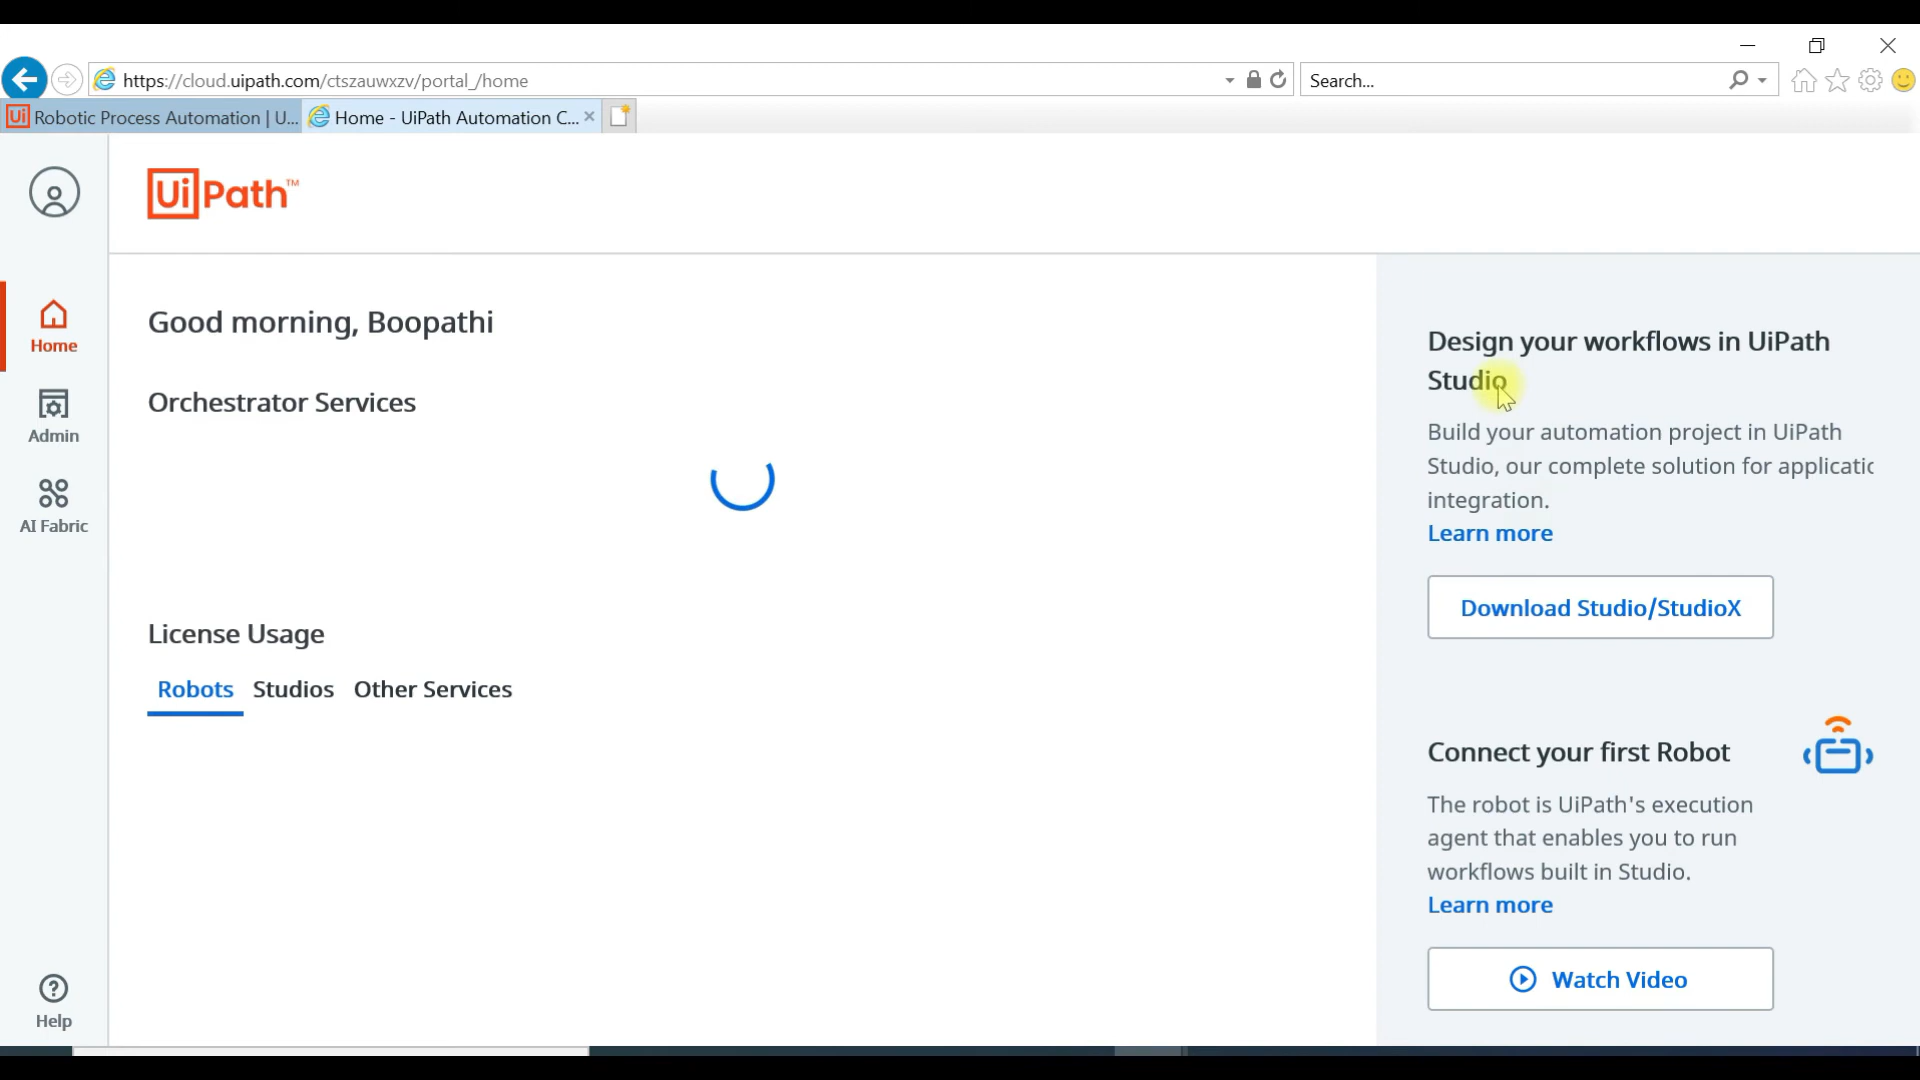 https://cloud.uipath.com/ctszauwxzv/portal_/home
Search...
Ui Robotic Process Automation | U...
Home - UiPath Automation C...
UiPath™
Home
Admin
AI Fabric
Help
Good morning, Boopathi
Orchestrator Services
License Usage
Robots Studios Other Services
Design your workflows in UiPath
Studio
Build your automation project in UiPath
Studio, our complete solution for applicatic
integration.
Learn more
Download Studio/StudioX
Connect your first Robot
The robot is UiPath's execution
agent that enables you to run
workflows built in Studio.
Learn more
Watch Video